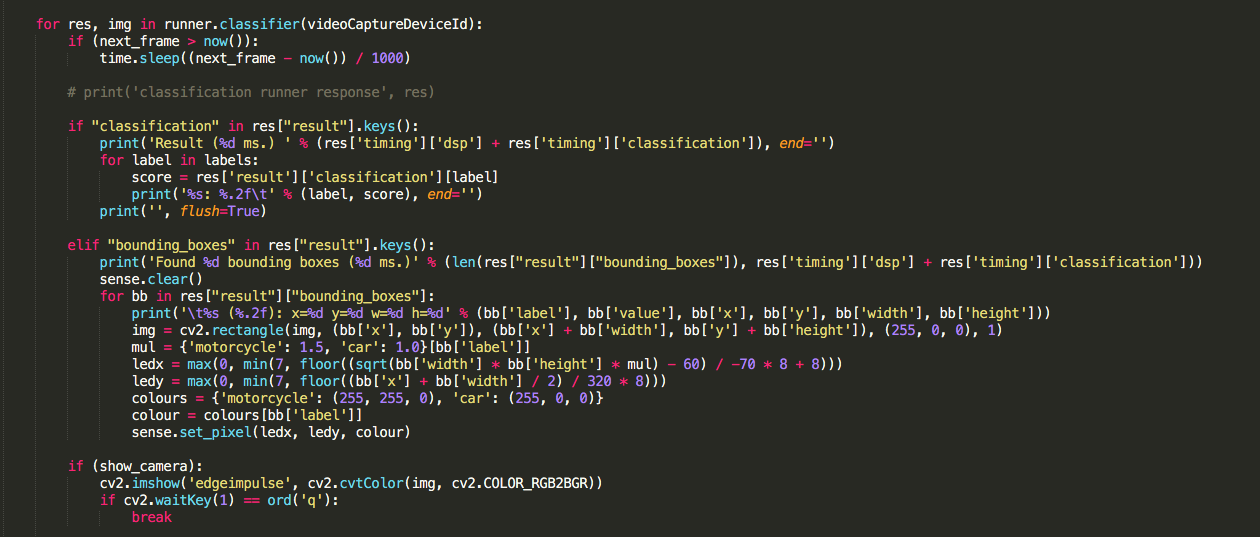 for res, img in runner.classifier(videoCaptureDeviceId):
if (next_frame > now()):
time.sleep((next_frame - now()) / 1000)
# print('classification runner response', res)
if "classification" in res["result"].keys():
print('Result (%d ms.) ' % (res['timing']['dsp'] + res['timing']['classification']), end='')
for label in labels:
score = res['result']['classification'][label]
print('%s: %.2f\t' % (label, score), end='')
print('', flush=True)
elif "bounding_boxes" in res["result"].keys():
print('Found %d bounding boxes (%d ms.)' % (len(res["result"]["bounding_boxes"]), res['timing']['dsp'] + res['timing']['classification']))
sense.clear()
for bb in res["result"]["bounding_boxes"]:
print('\t%s (%.2f): x=%d y=%d w=%d h=%d' % (bb['label'], bb['value'], bb['x'], bb['y'], bb['width'], bb['height']))
img = cv2.rectangle(img, (bb['x'], bb['y']), (bb['x'] + bb['width'], bb['y'] + bb['height']), (255, 0, 0), 1)
mul = {'motorcycle': 1.5, 'car': 1.0}[bb['label']]
ledx = max(0, min(7, floor((sqrt(bb['width'] * bb['height'] * mul) - 60) / -70 * 8 + 8)))
ledy = max(0, min(7, floor((bb['x'] + bb['width'] / 2) / 320 * 8)))
colours = {'motorcycle': (255, 255, 0), 'car': (255, 0, 0)}
colour = colours[bb['label']]
sense.set_pixel(ledx, ledy, colour)
if (show_camera):
cv2.imshow('edgeimpulse', cv2.cvtColor(img, cv2.COLOR_RGB2BGR))
if cv2.waitKey(1) == ord('q'):
break